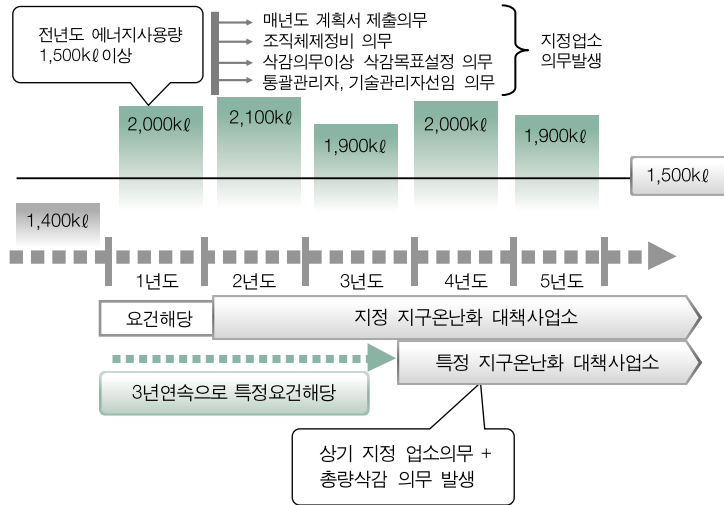 전년도 에너지사용량
1,500kℓ이상
매년도 계획서 제출의무
조직체제정비 의무
삭감의무이상 삭감목표설정 의무
통괄관리자, 기술관리자선임 의무
지정업소
의무발생
2,000kℓ
2,100kℓ
1,900kℓ
2,000kℓ
1,900kℓ
1,500kℓ
1,400kℓ
1년도
2년도
3년도
4년도
5년도
요건해당
지정 지구온난화 대책사업소
특정 지구온난화 대책사업소
3년연속으로 특정요건해당
상기 지정 업소의무 +
총량삭감 의무 발생